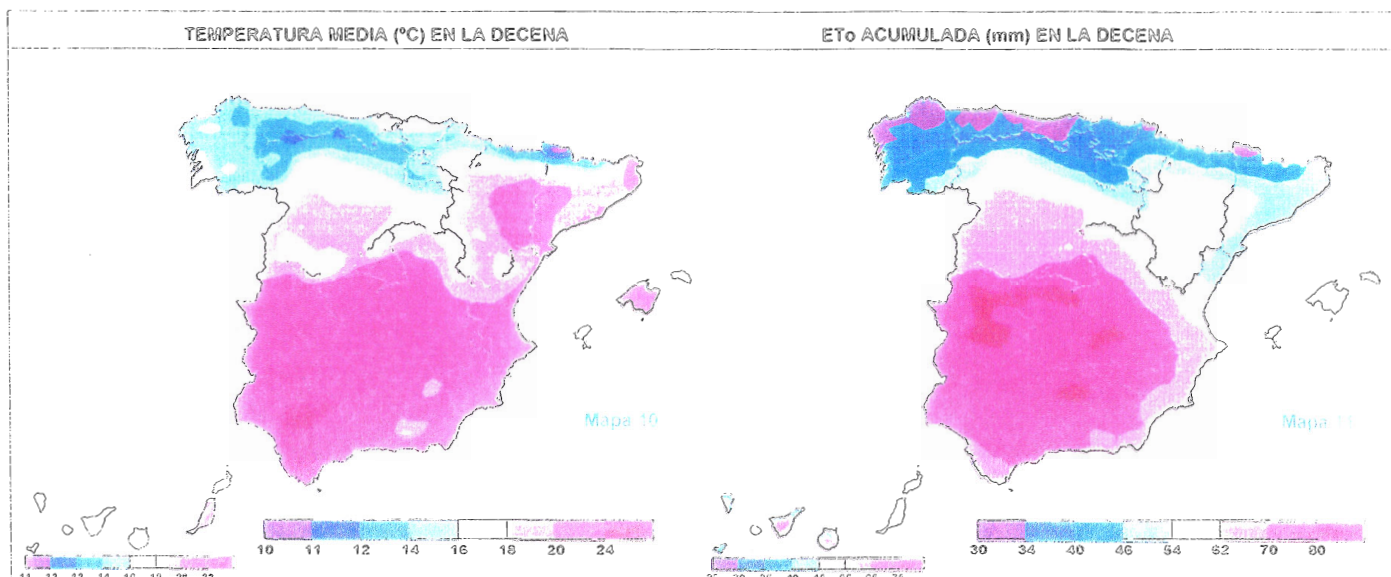 TEMPERATURA MEDIA (ºC) EN LA DECENA
ETo ACUMULADA (mm) EN LA DECENA
Mapa 10
Mapa
10 11 12 14 16 18 20 24
30 34 40 46 54 62 70 80